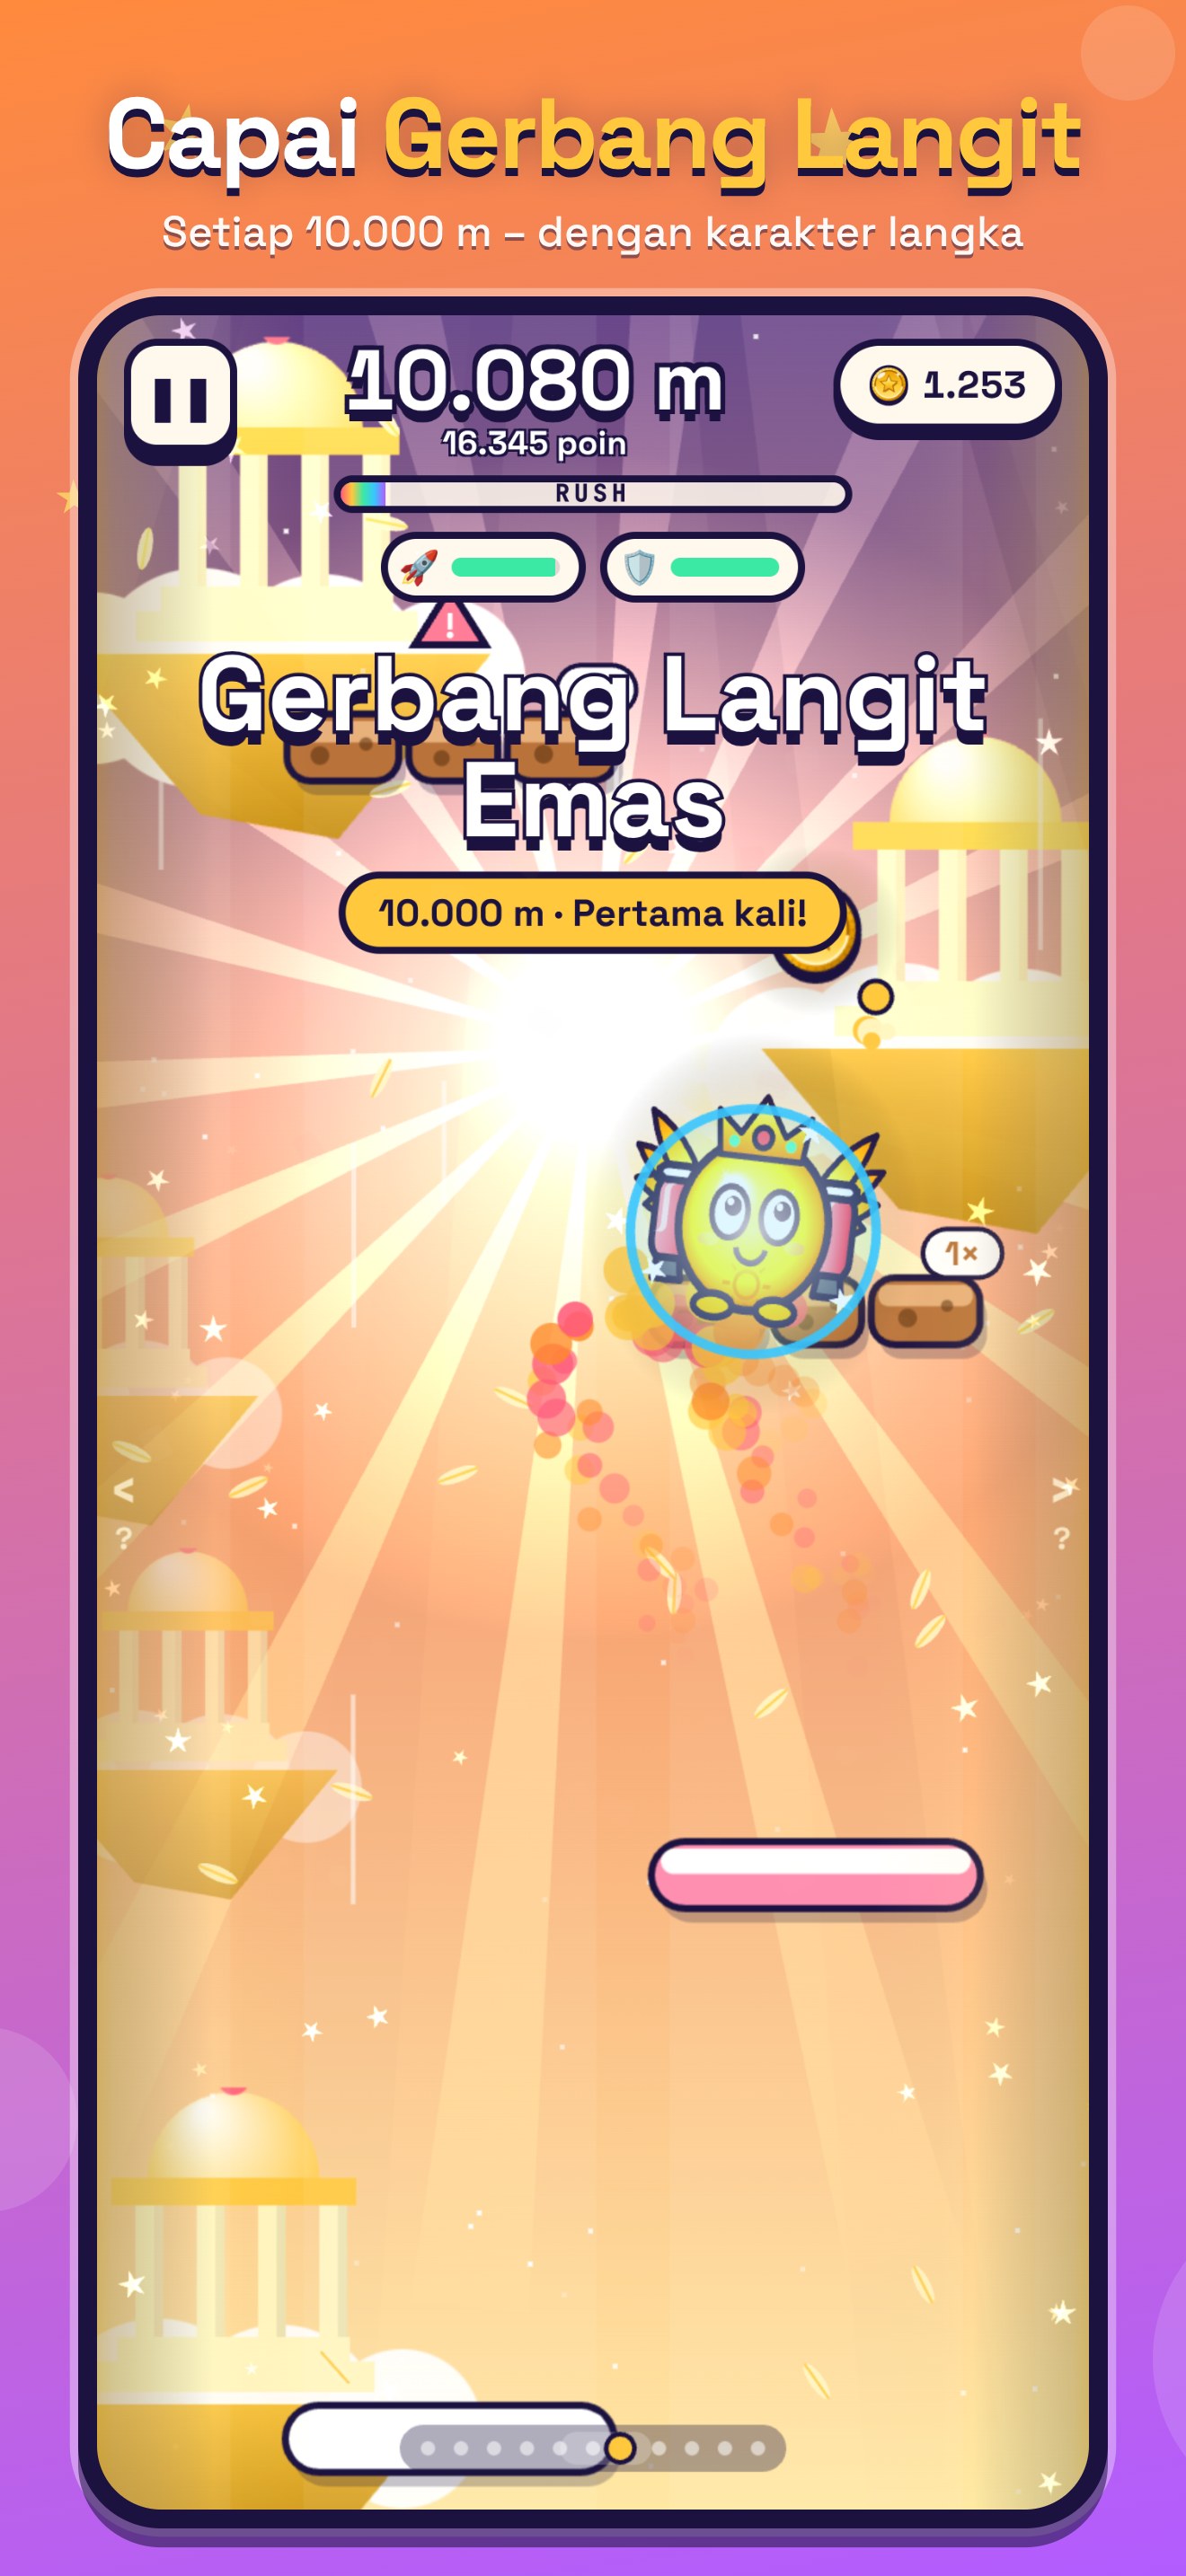 Capai Gerbang Langit
Setiap 10.000 m – dengan karakter langka
10.080 m
1.253
16.345 poin
RUSH
!
Gerbang Langit
Emas
10.000 m · Pertama kali!
1×
< >
? ?